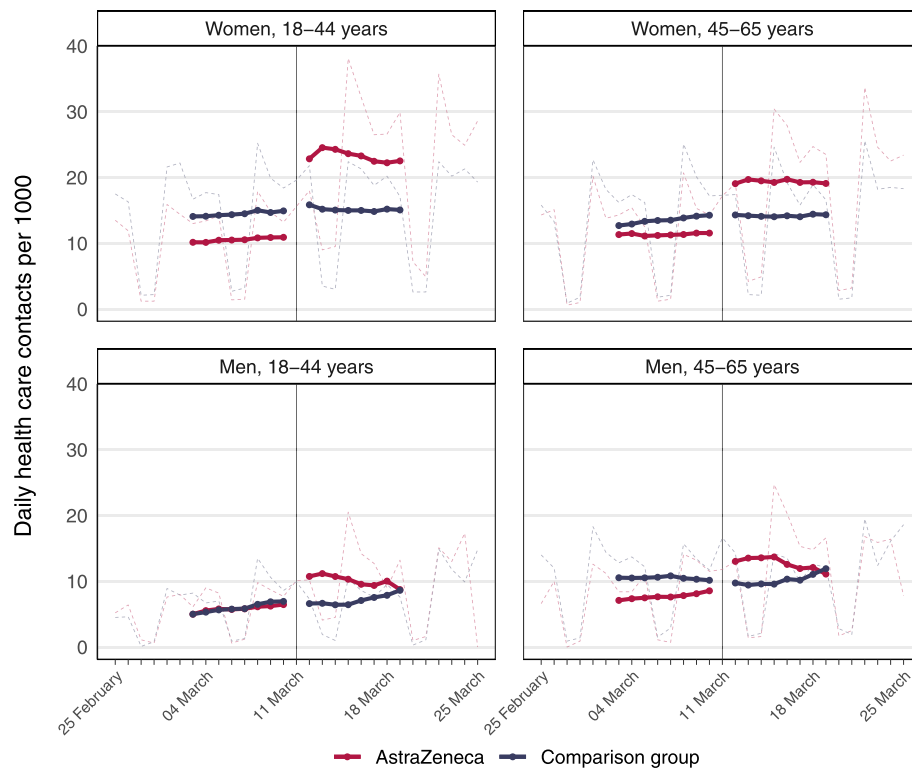 Women, 18–44 years
Women, 45–65 years
Daily health care contacts per 1000
40
30
20
10
0
Men, 18–44 years
Men, 45–65 years
40
30
20
10
0
25 February
04 March
11 March
18 March
25 February
04 March
11 March
18 March
25 March
AstraZeneca
Comparison group